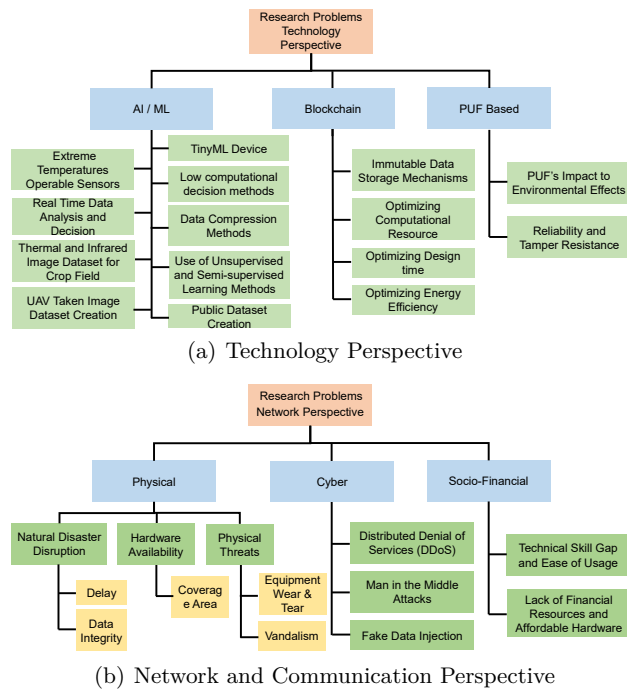 Research Problems
Technology
Perspective
AI / ML
Blockchain
PUF Based
Extreme
Temperatures
Operable Sensors
Real Time Data
Analysis and
Decision
Thermal and Infrared
Image Dataset for
Crop Field
UAV Taken Image
Dataset Creation
TinyML Device
Low computational
decision methods
Data Compression
Methods
Use of Unsupervised
and Semi-supervised
Learning Methods
Public Dataset
Creation
Immutable Data
Storage Mechanisms
Optimizing
Computational
Resource
Optimizing Design
time
Optimizing Energy
Efficiency
PUF's Impact to
Environmental Effects
Reliability and
Tamper Resistance
(a) Technology Perspective
Research Problems
Network Perspective
Physical
Cyber
Socio-Financial
Natural Disaster
Disruption
Delay
Data
Integrity
Hardware
Availability
Coverag
e Area
Physical
Threats
Equipment
Wear &
Tear
Vandalism
Distributed Denial of
Services (DDoS)
Man in the Middle
Attacks
Fake Data Injection
Technical Skill Gap
and Ease of Usage
Lack of Financial
Resources and
Affordable Hardware
(b) Network and Communication Perspective